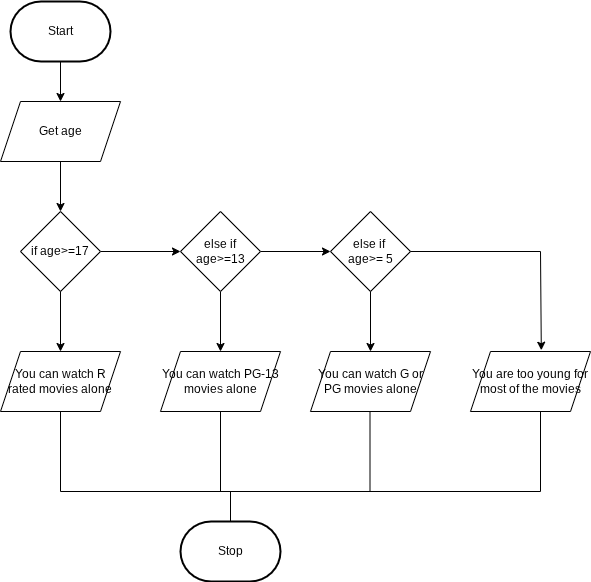 Start
Get age
if age>=17
else if
age>=13
else if
age>= 5
You can watch R
rated movies alone
You can watch PG-13
movies alone
You can watch G or
PG movies alone
You are too young for
most of the movies
Stop